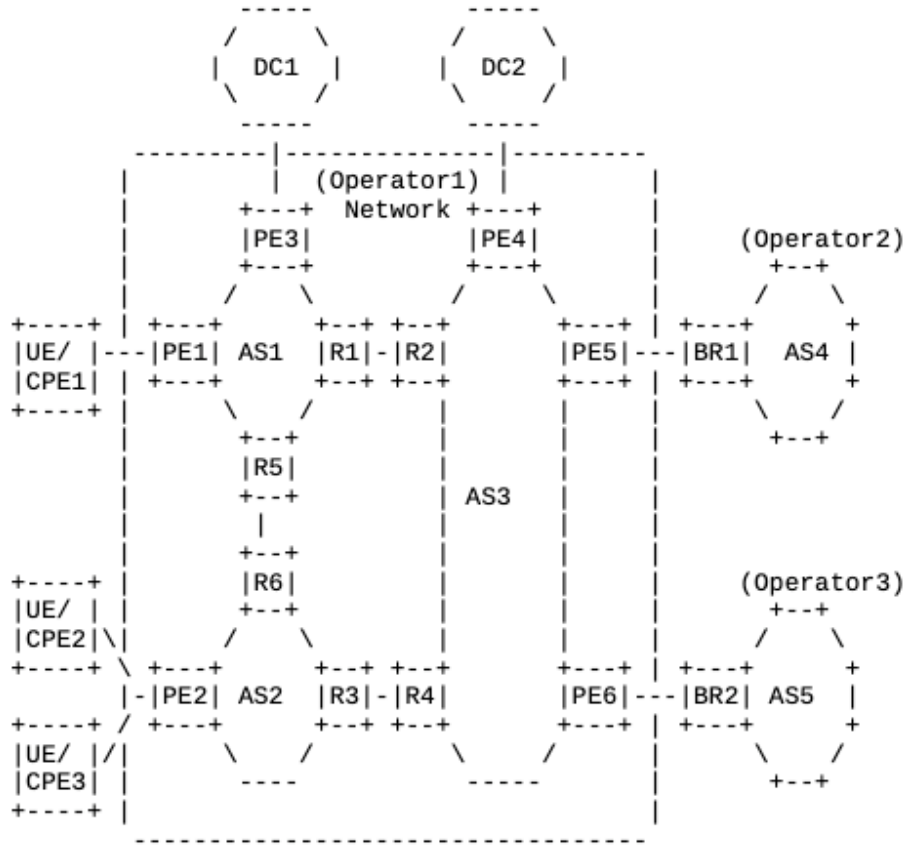 DC1 DC2
(Operator1)
Network
PE3 PE4 (Operator2)
UE/ PE1 AS1 R1 R2 PE5 BR1 AS4
CPE1
R5
AS3
R6 (Operator3)
UE/
CPE2
PE2 AS2 R3 R4 PE6 BR2 AS5
UE/
CPE3